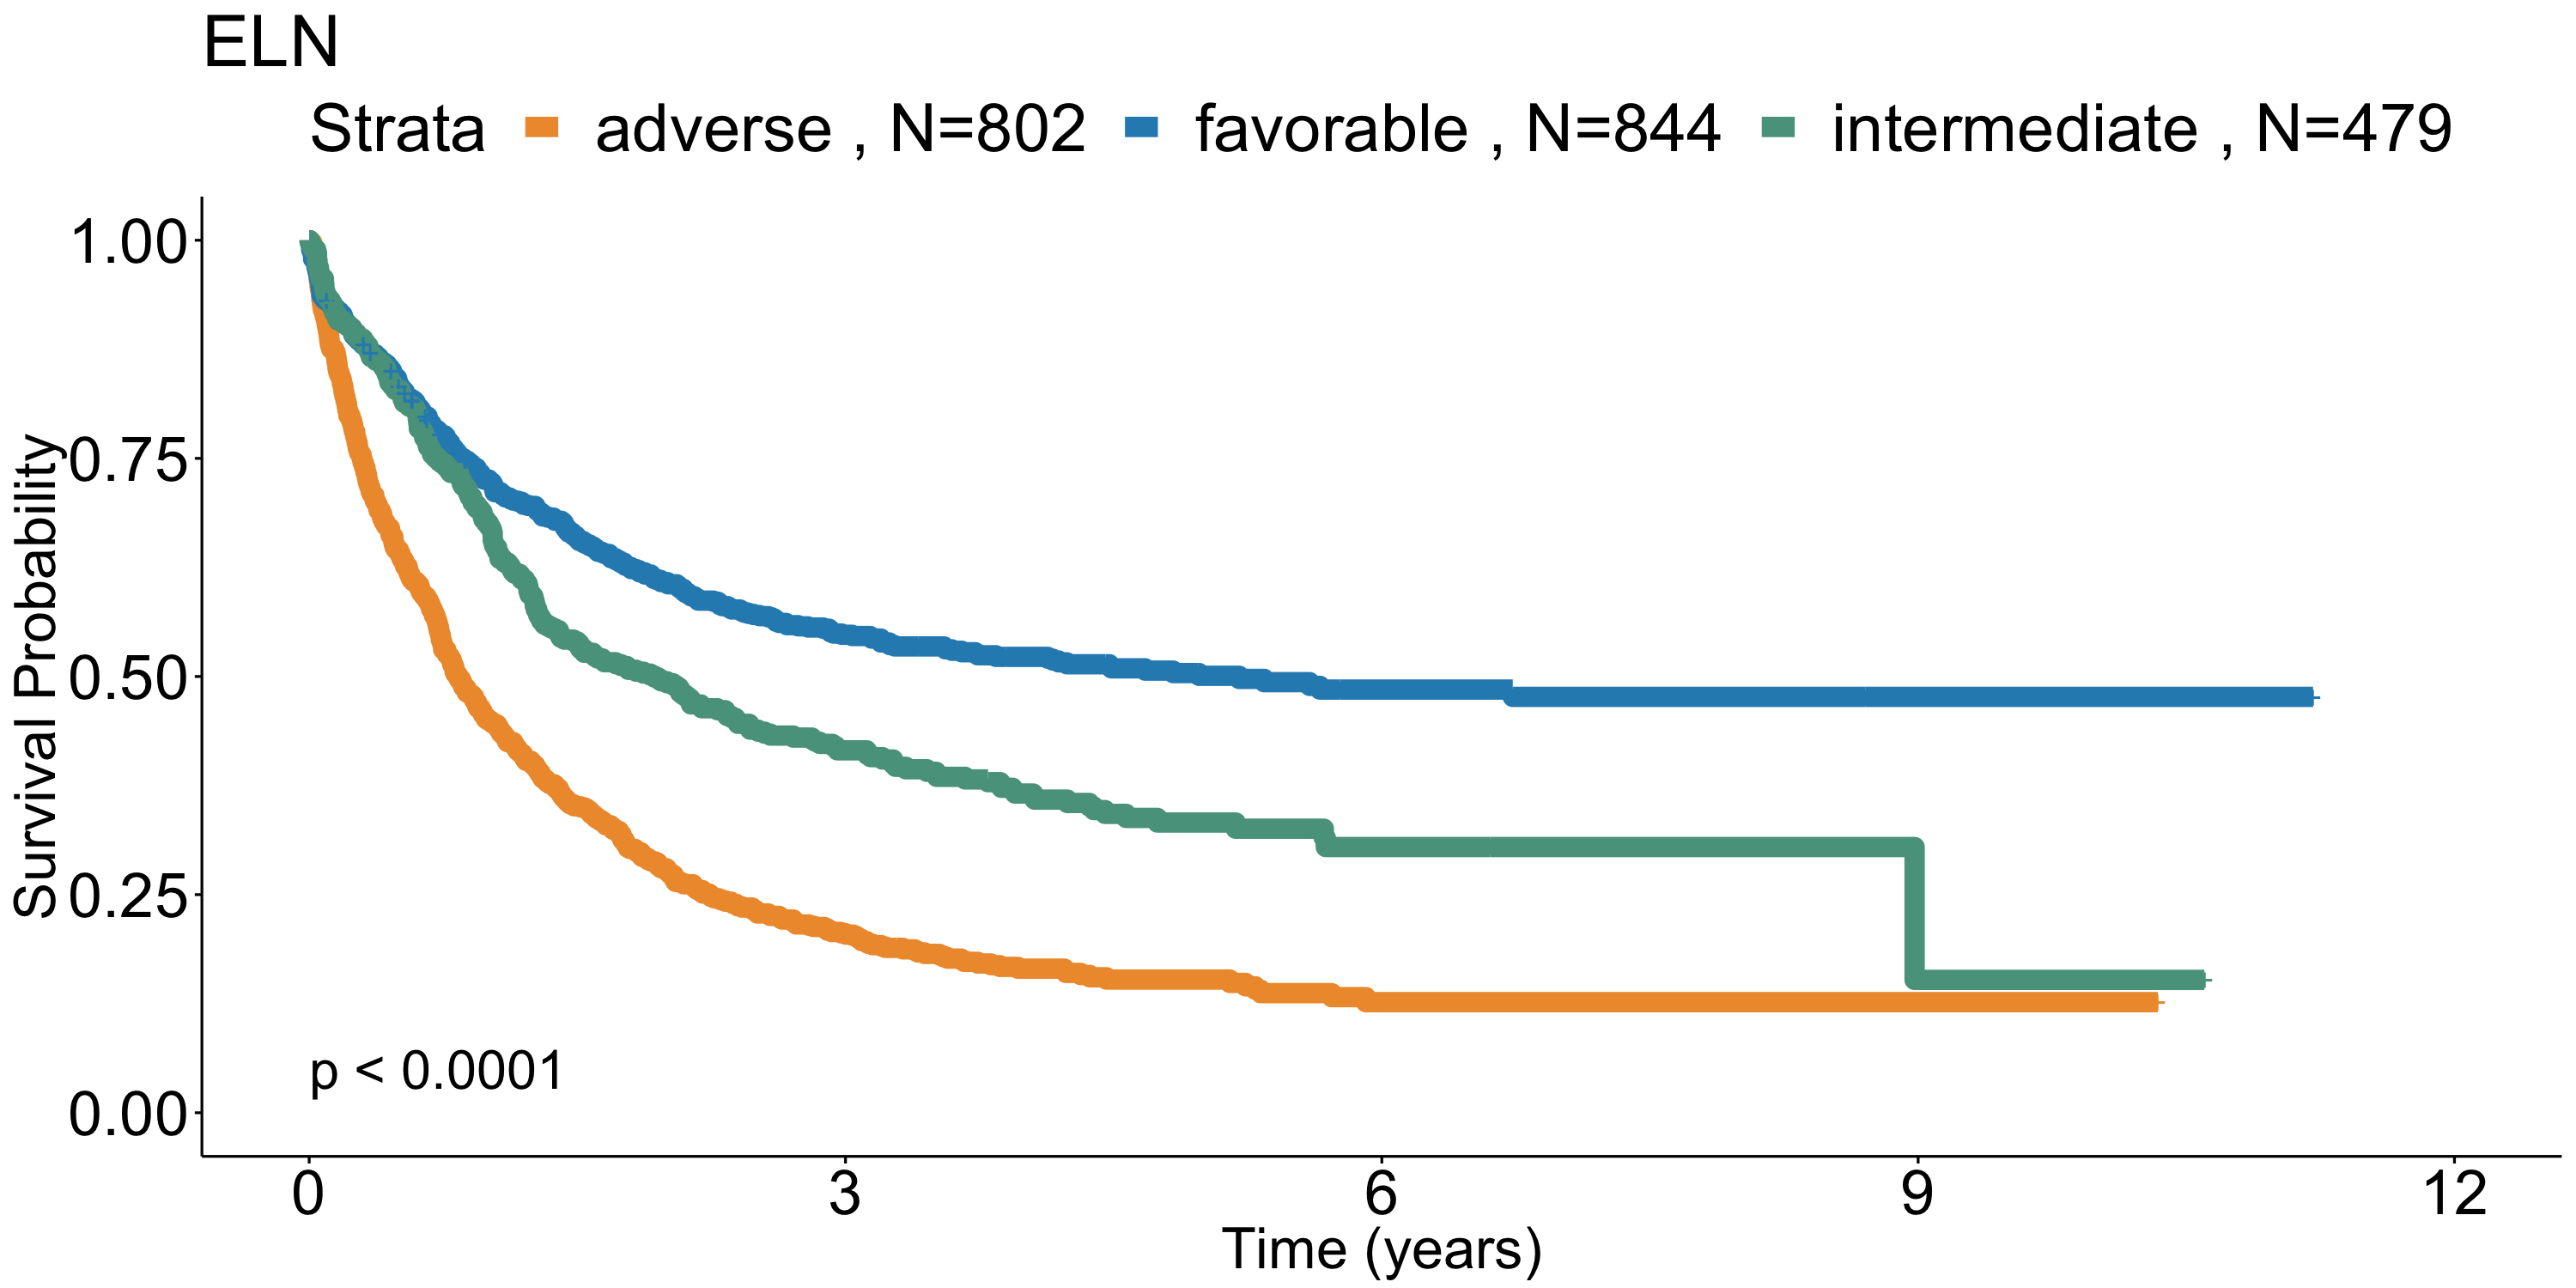 ELN
Strata adverse , N=802 favorable , N=844 intermediate , N=479
1.00
0.75
0.50
0.25
0.00
Survival Probability
p < 0.0001
0 3 6 9 12
Time (years)